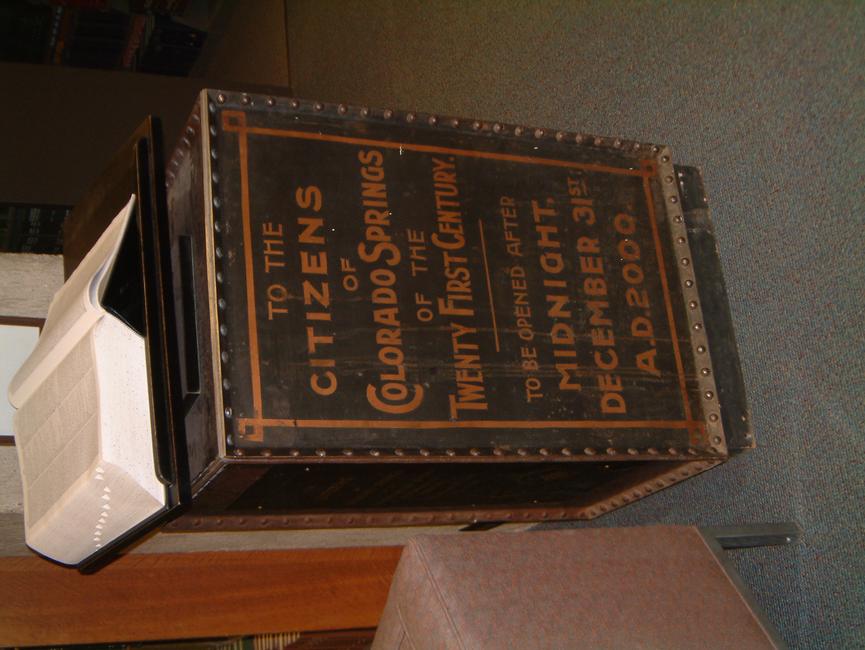 TO THE
CITIZENS
OF
COLORADO SPRINGS
OF THE
TWENTY FIRST CENTURY.
TO BE OPENED AFTER
MIDNIGHT,
DECEMBER 31ST
A.D. 2000.